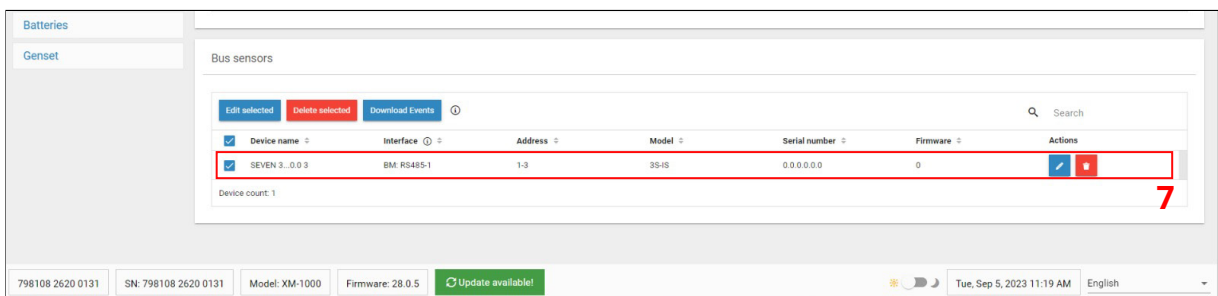 Batteries
Genset
Bus sensors
Edit selected Delete selected Download Events Search
Device name Interface Address Model Serial number Firmware Actions
SEVEN 3...0.0 3 BM: RS485-1 1-3 3S-IS 0.0.0.0.0.0 0
Device count: 1
7
798108 2620 0131 SN: 798108 2620 0131 Model: XM-1000 Firmware: 28.0.5 Update available! Tue, Sep 5, 2023 11:19 AM English